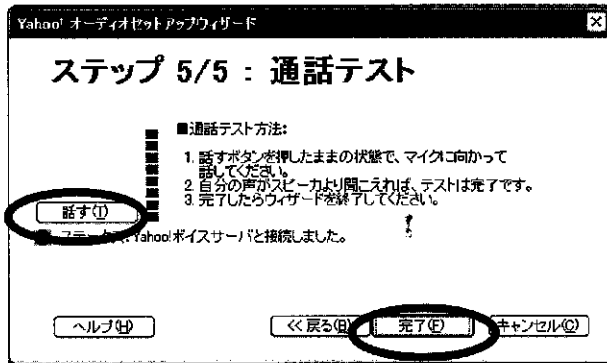 Yahoo! オーディオセットアップウィザード
ステップ 5/5 : 通話テスト
■通話テスト方法:
1. 話すボタンを押したままの状態で、マイクに向かって
話してください。
2. 自分の声がスピーカより聞こえれば、テストは完了です。
3. 完了したらウィザードを終了してください。
話す(T)
ステータス: Yahoo!ボイスサーバと接続しました。
ヘルプ(H)
<< 戻る(B)
完了(F)
キャンセル(C)